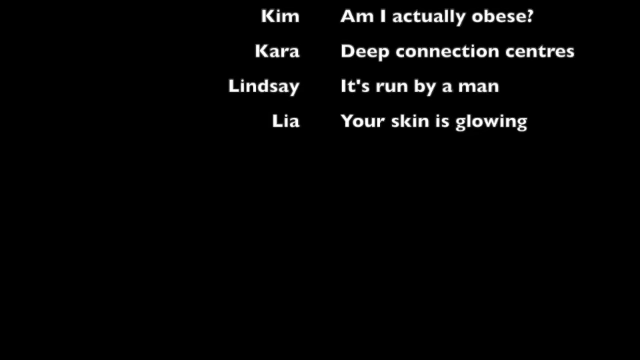 Kim Am I actually obese?
Kara Deep connection centres
Lindsay It's run by a man
Lia Your skin is glowing